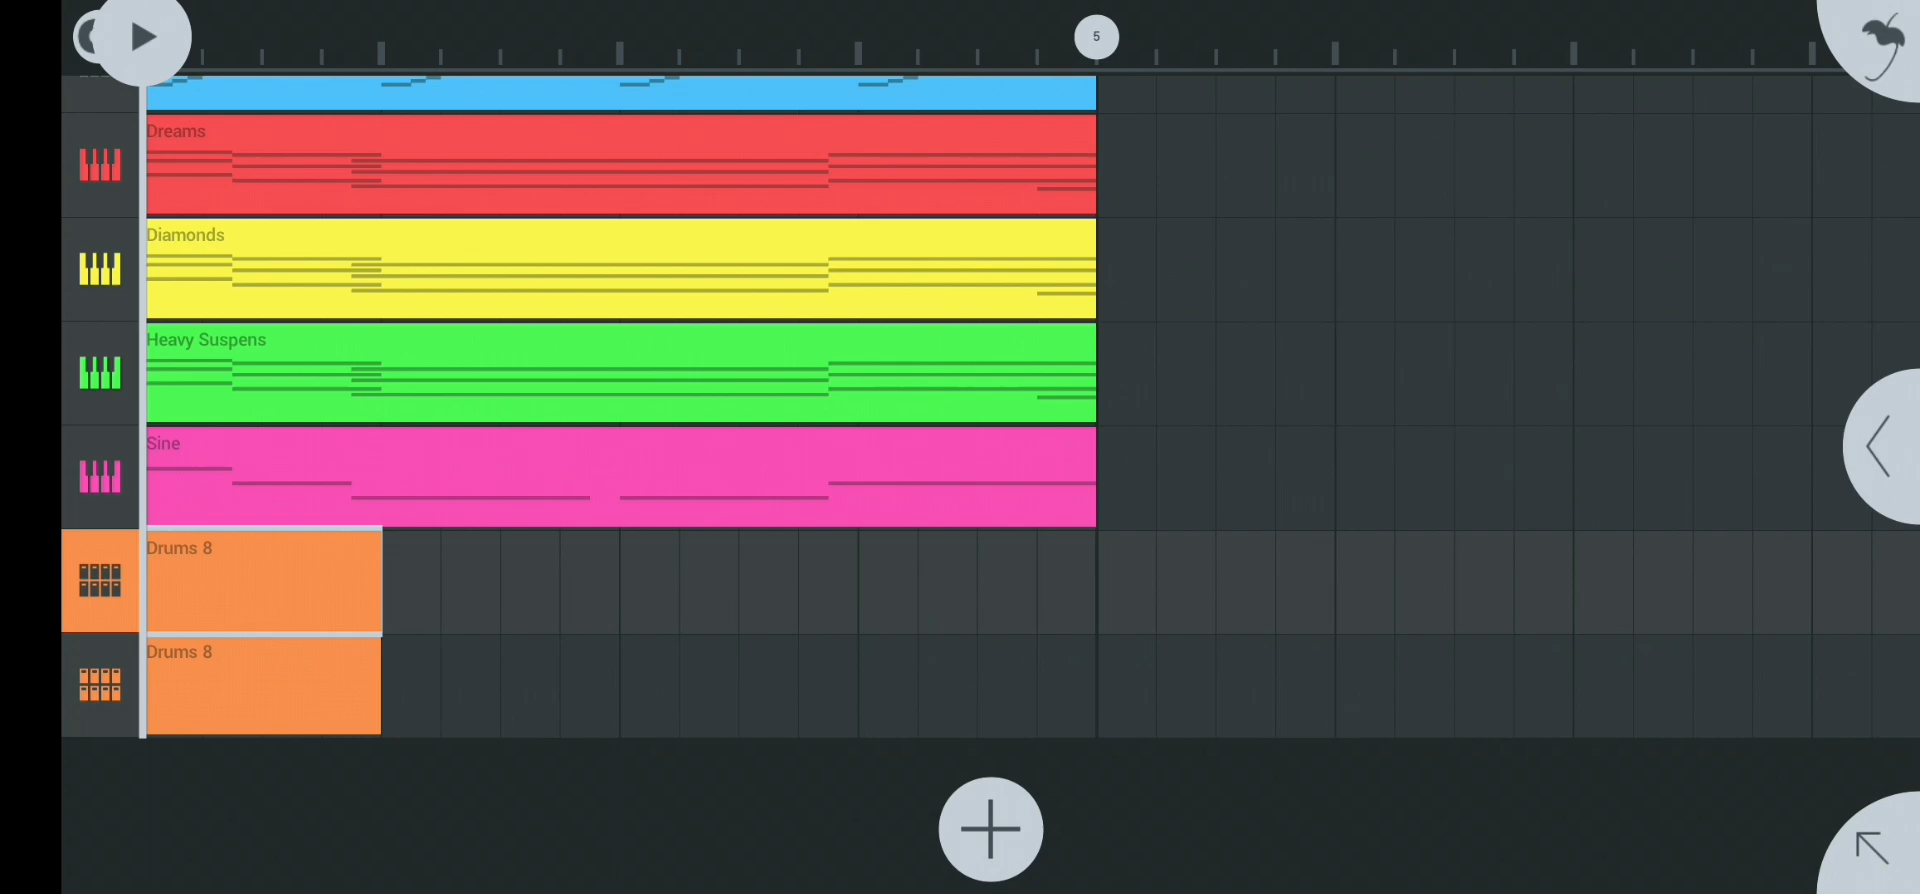 5
Dreams
Diamonds
Heavy Suspens
Sine
Drums 8
Drums 8